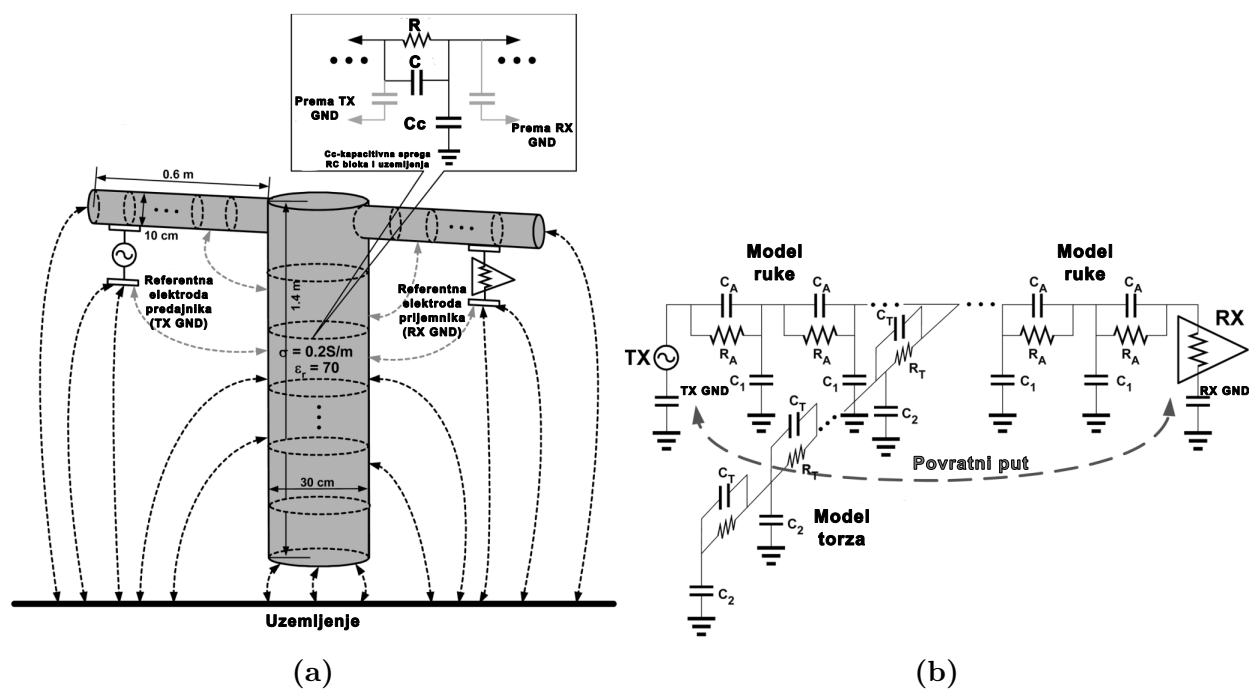 R
C
Prema TX
GND
Cc
Prema RX
GND
Cc-kapacitivna sprega
RC bloka i uzemljenja
0.6 m
10 cm
Referentna
elektroda
predajnika
(TX GND)
1.4 m
Referentna
elektroda
prijemnika
(RX GND)
σ = 0.2S/m
εr = 70
30 cm
Uzemljenje
(a)
Model
ruke
Model
ruke
CA
CA
CA
CA
RA
RA
RA
RA
CT
RT
TX
RX
C1
C1
C1
C1
TX GND
RX GND
C2
CT
RT
Povratni put
CT
C2
Model
torza
C2
(b)